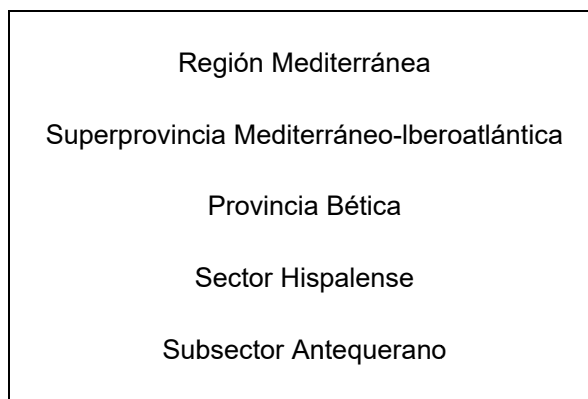 Región Mediterránea
Superprovincia Mediterráneo-Iberoatlántica
Provincia Bética
Sector Hispalense
Subsector Antequerano